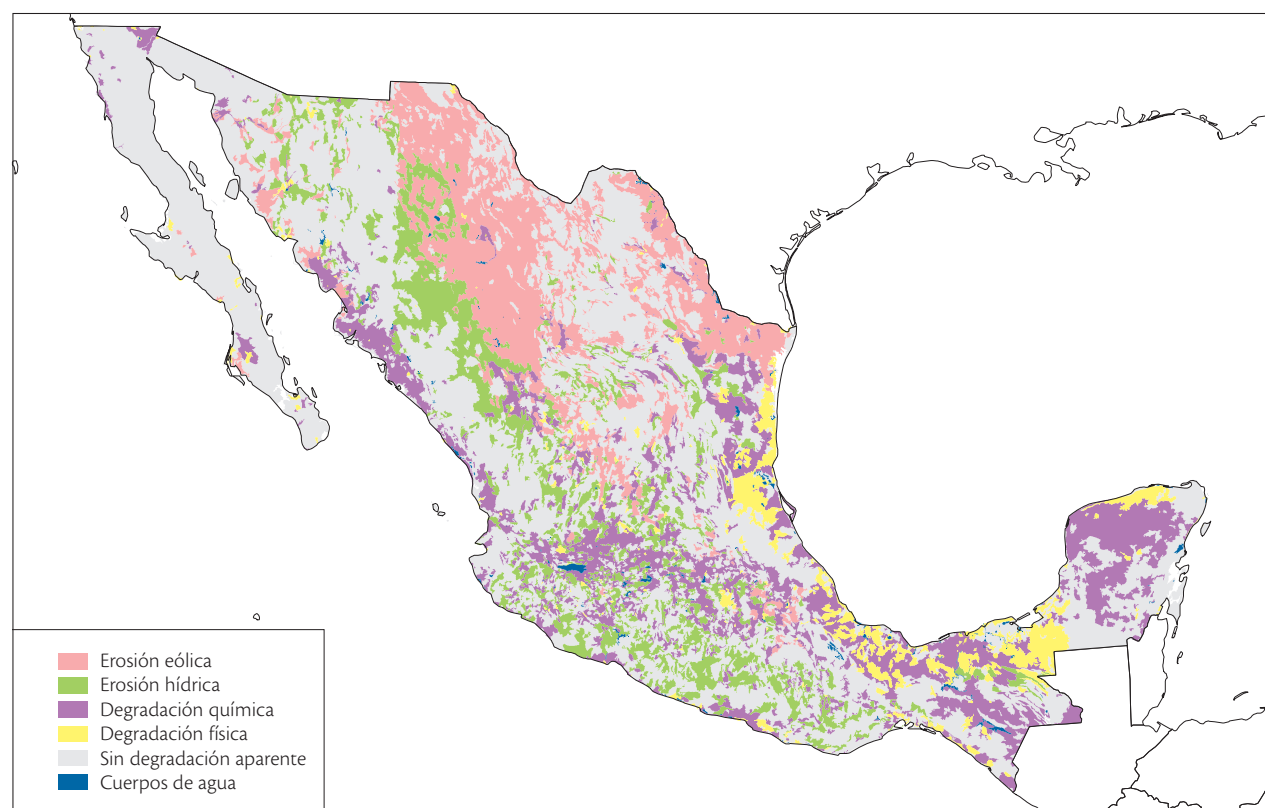 Erosión eólica
Erosión hídrica
Degradación química
Degradación física
Sin degradación aparente
Cuerpos de agua